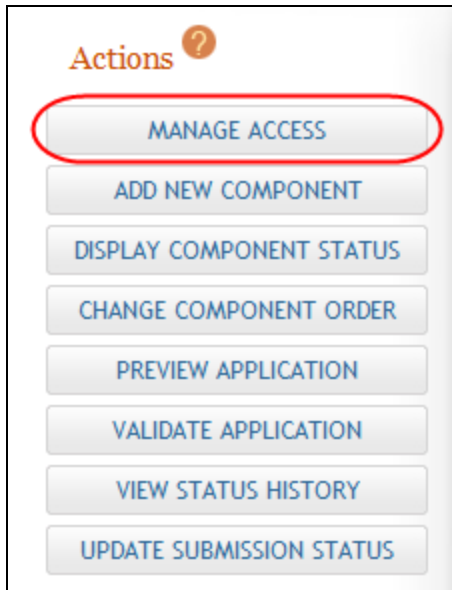 Actions ?
MANAGE ACCESS
ADD NEW COMPONENT
DISPLAY COMPONENT STATUS
CHANGE COMPONENT ORDER
PREVIEW APPLICATION
VALIDATE APPLICATION
VIEW STATUS HISTORY
UPDATE SUBMISSION STATUS